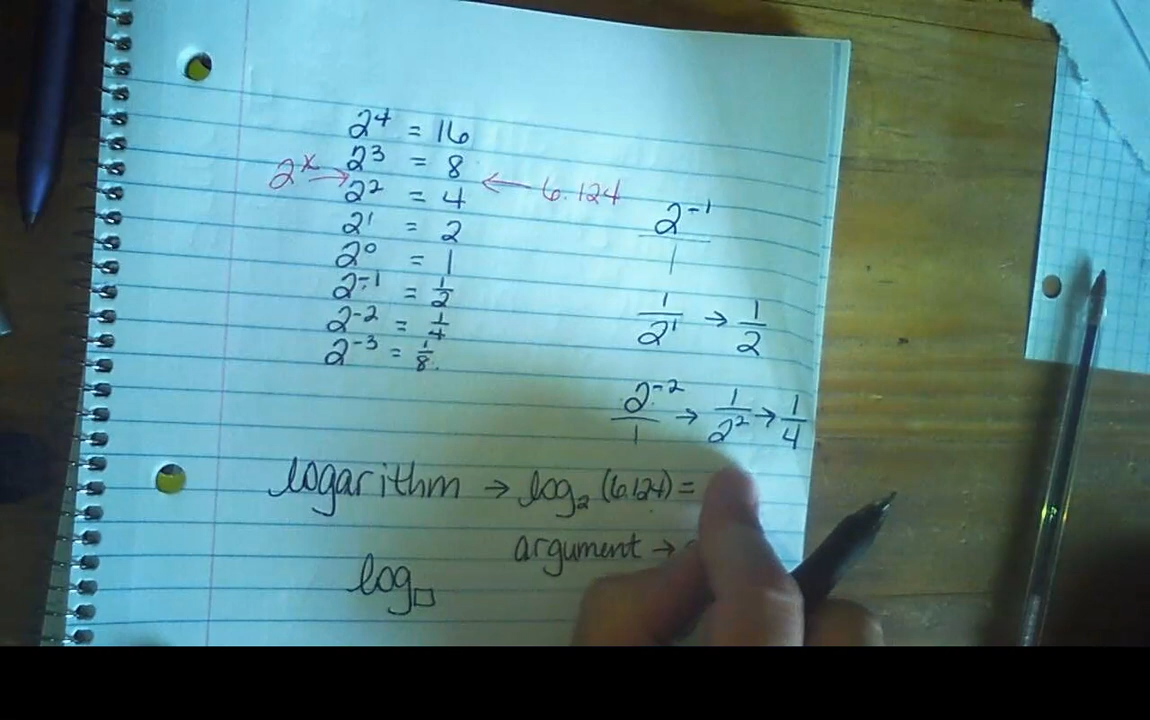 2⁴ = 16
2³ = 8
2ˣ → 2² = 4 ← 6.124
2¹ = 2
2⁰ = 1
2⁻¹ = 1/2
2⁻² = 1/4
2⁻³ = 1/8
2⁻¹/1
1/2¹ → 1/2
2⁻²/1 → 1/2² → 1/4
logarithm → log₂ (6.124) =
argument →
log□